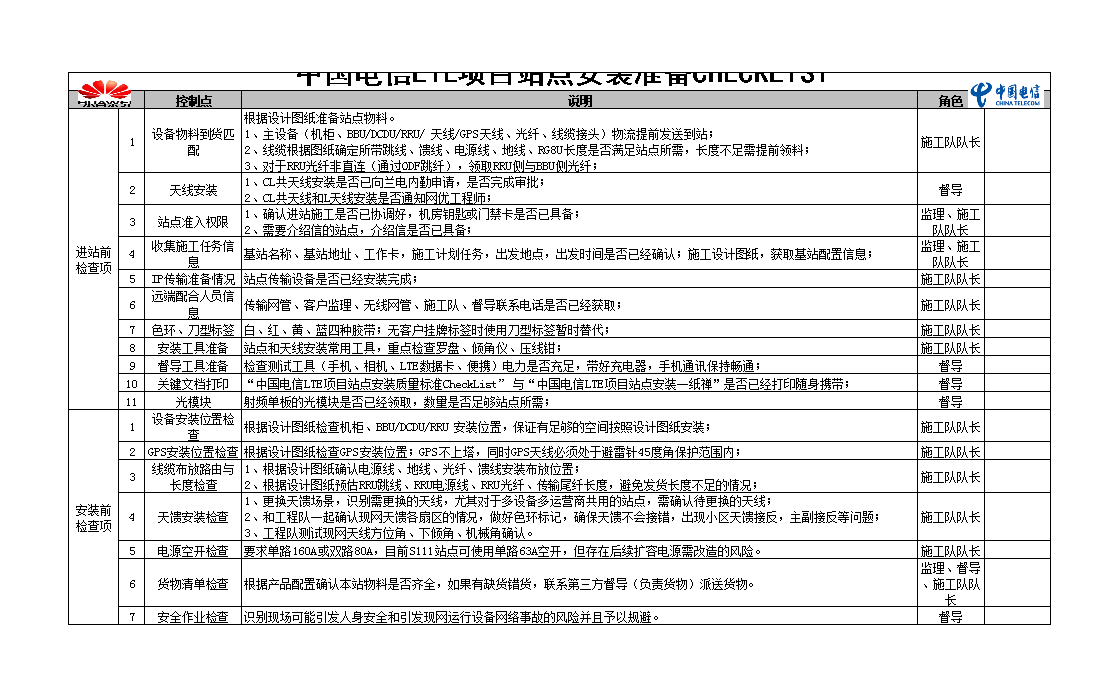 中国电信LTE项目站点安装准备CHECKLIST
控制点 说明 角色 中国电信
CHINA TELECOM
进站前检查项
1 设备物料到货匹配 根据设计图纸准备站点物料。
1、主设备（机柜、BBU/DCDU/RRU/ 天线/GPS天线、光纤、线缆接头）物流提前发送到站；
2、线缆根据图纸确定所带跳线、馈线、电源线、地线、RG8U长度是否满足站点所需，长度不足需提前领料；
3、对于RRU光纤非直连（通过ODF跳纤），领取RRU侧与BBU侧光纤； 施工队队长
2 天线安装 1、CL共天线安装是否已向兰电内勤申请，是否完成审批；
2、CL共天线和L天线安装是否通知网优工程师； 督导
3 站点准入权限 1、确认进站施工是否已协调好，机房钥匙或门禁卡是否已具备；
2、需要介绍信的站点，介绍信是否已具备； 监理、施工队队长
4 收集施工任务信息 基站名称、基站地址、工作卡，施工计划任务，出发地点，出发时间是否已经确认；施工设计图纸，获取基站配置信息； 监理、施工队队长
5 IP传输准备情况 站点传输设备是否已经安装完成； 施工队队长
6 远端配合人员信息 传输网管、客户监理、无线网管、施工队、督导联系电话是否已经获取； 施工队队长
7 色环、刀型标签 白、红、黄、蓝四种胶带；无客户挂牌标签时使用刀型标签暂时替代； 施工队队长
8 安装工具准备 站点和天线安装常用工具，重点检查罗盘、倾角仪、压线钳； 施工队队长
9 督导工具准备 检查测试工具（手机、相机、LTE数据卡、便携）电力是否充足，带好充电器，手机通讯保持畅通； 督导
10 关键文档打印 “中国电信LTE项目站点安装质量标准CheckList” 与“中国电信LTE项目站点安装一纸禅”是否已经打印随身携带； 督导
11 光模块 射频单板的光模块是否已经领取，数量是否足够站点所需； 督导
安装前检查项
1 设备安装位置检查 根据设计图纸检查机柜、BBU/DCDU/RRU 安装位置，保证有足够的空间按照设计图纸安装； 施工队队长
2 GPS安装位置检查 根据设计图纸检查GPS安装位置；GPS不上塔，同时GPS天线必须处于避雷针45度角保护范围内； 施工队队长
3 线缆布放路由与长度检查 1、根据设计图纸确认电源线、地线、光纤、馈线安装布放位置；
2、根据设计图纸预估RRU跳线、RRU电源线、RRU光纤、传输尾纤长度，避免发货长度不足的情况； 施工队队长
4 天馈安装检查 1、更换天馈场景，识别需更换的天线，尤其对于多设备多运营商共用的站点，需确认待更换的天线；
2、和工程队一起确认现网天馈各扇区的情况，做好色环标记，确保天馈不会接错，出现小区天馈接反，主副接反等问题；
3、工程队测试现网天线方位角、下倾角、机械角确认。 施工队队长
5 电源空开检查 要求单路160A或双路80A，目前S111站点可使用单路63A空开，但存在后续扩容电源需改造的风险。 施工队队长
6 货物清单检查 根据产品配置确认本站物料是否齐全，如果有缺货错货，联系第三方督导（负责货物）派送货物。 监理、督导、施工队队长
7 安全作业检查 识别现场可能引发人身安全和引发现网运行设备网络事故的风险并且予以规避。 督导